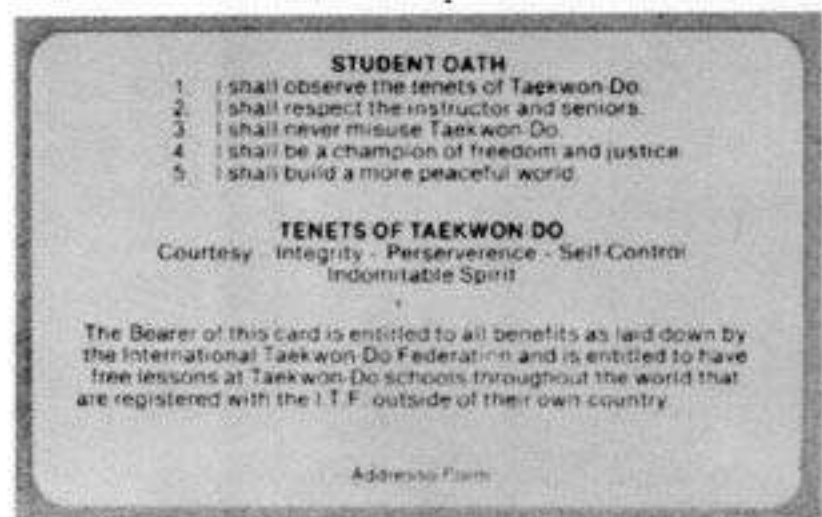 STUDENT OATH
1. I shall observe the tenets of Taekwon-Do.
2. I shall respect the instructor and seniors.
3. I shall never misuse Taekwon-Do.
4. I shall be a champion of freedom and justice.
5. I shall build a more peaceful world.
TENETS OF TAEKWON DO
Courtesy - Integrity - Perserverence - Self-Control
Indomitable Spirit
The Bearer of this card is entitled to all benefits as laid down by
the International Taekwon-Do Federation and is entitled to have
free lessons at Taekwon-Do schools throughout the world that
are registered with the I.T.F. outside of their own country.